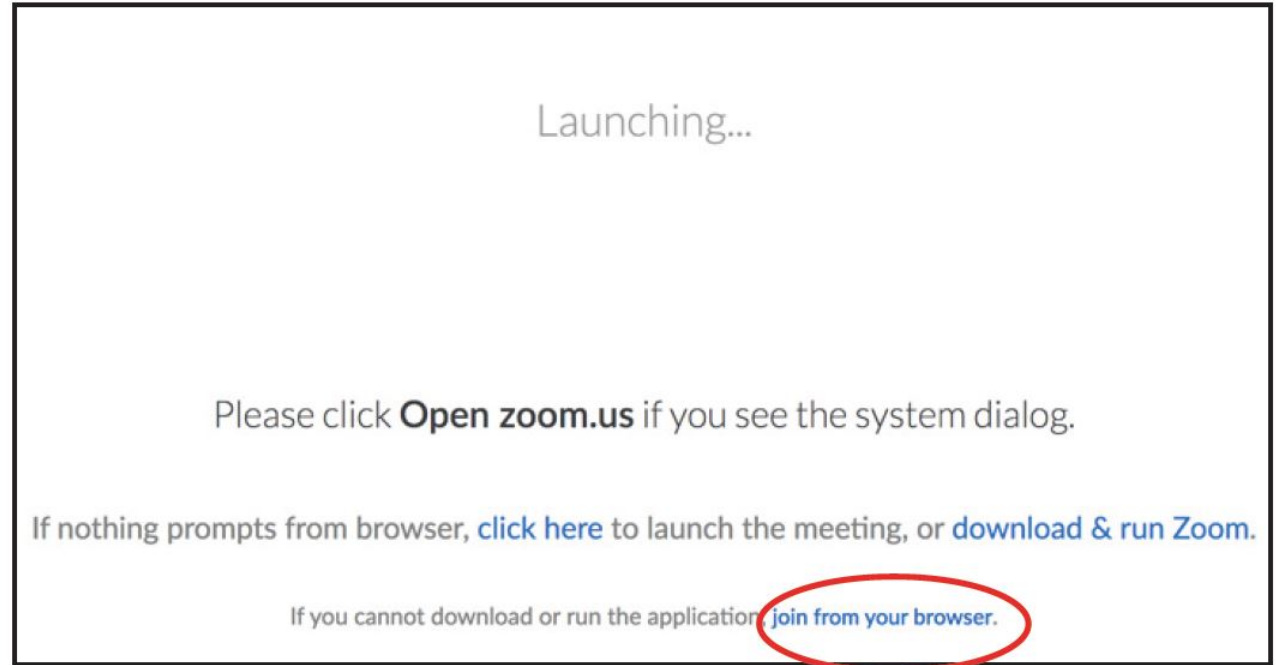 Launching...
Please click Open zoom.us if you see the system dialog.
If nothing prompts from browser, click here to launch the meeting, or download & run Zoom.
If you cannot download or run the application, join from your browser.